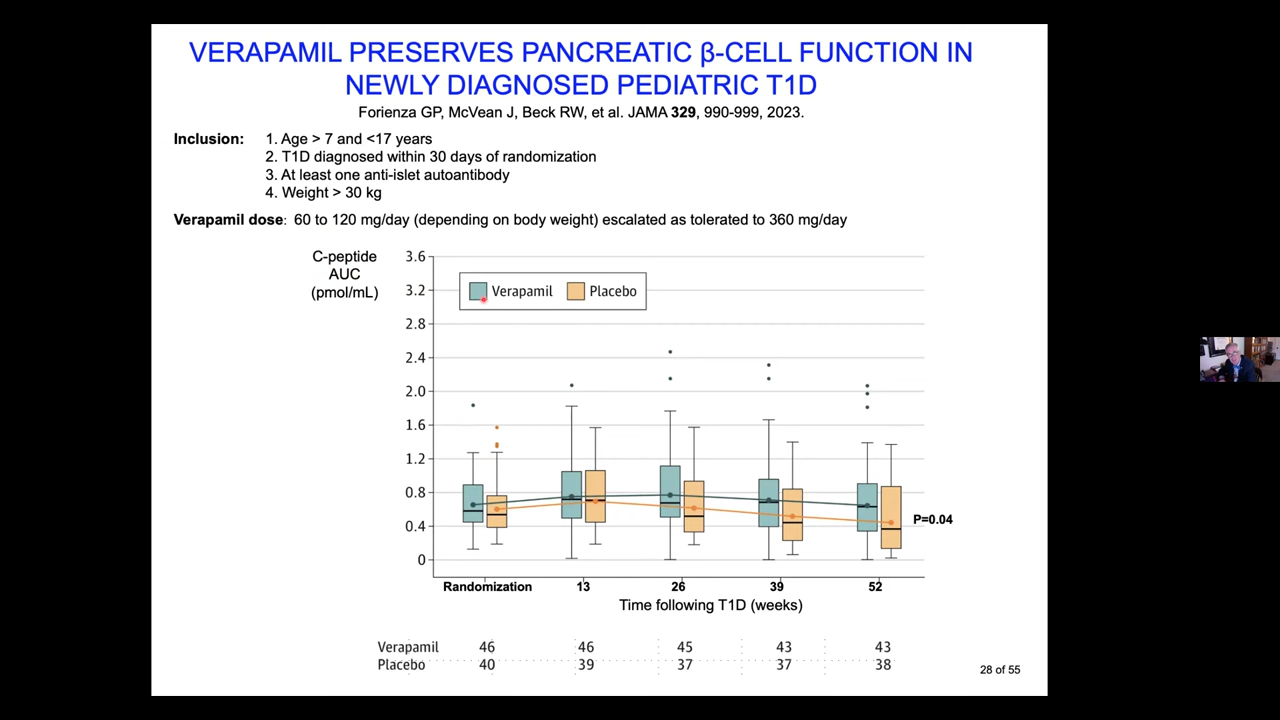 VERAPAMIL PRESERVES PANCREATIC β-CELL FUNCTION IN
NEWLY DIAGNOSED PEDIATRIC T1D
Forienza GP, McVean J, Beck RW, et al. JAMA 329, 990-999, 2023.
Inclusion: 1. Age > 7 and <17 years
2. T1D diagnosed within 30 days of randomization
3. At least one anti-islet autoantibody
4. Weight > 30 kg
Verapamil dose: 60 to 120 mg/day (depending on body weight) escalated as tolerated to 360 mg/day
C-peptide
AUC
(pmol/mL)
3.6
3.2
2.8
2.4
2.0
1.6
1.2
0.8
0.4
0
Verapamil Placebo
P=0.04
Randomization 13 26 39 52
Time following T1D (weeks)
Verapamil 46 46 45 43 43
Placebo 40 39 37 37 38
28 of 55